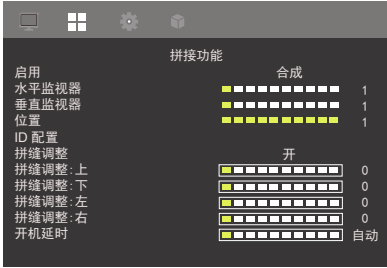 拼接功能
启用 合成
水平监视器 1
垂直监视器 1
位置 1
ID 配置
拼缝调整 开
拼缝调整:上 0
拼缝调整:下 0
拼缝调整:左 0
拼缝调整:右 0
开机延时 自动